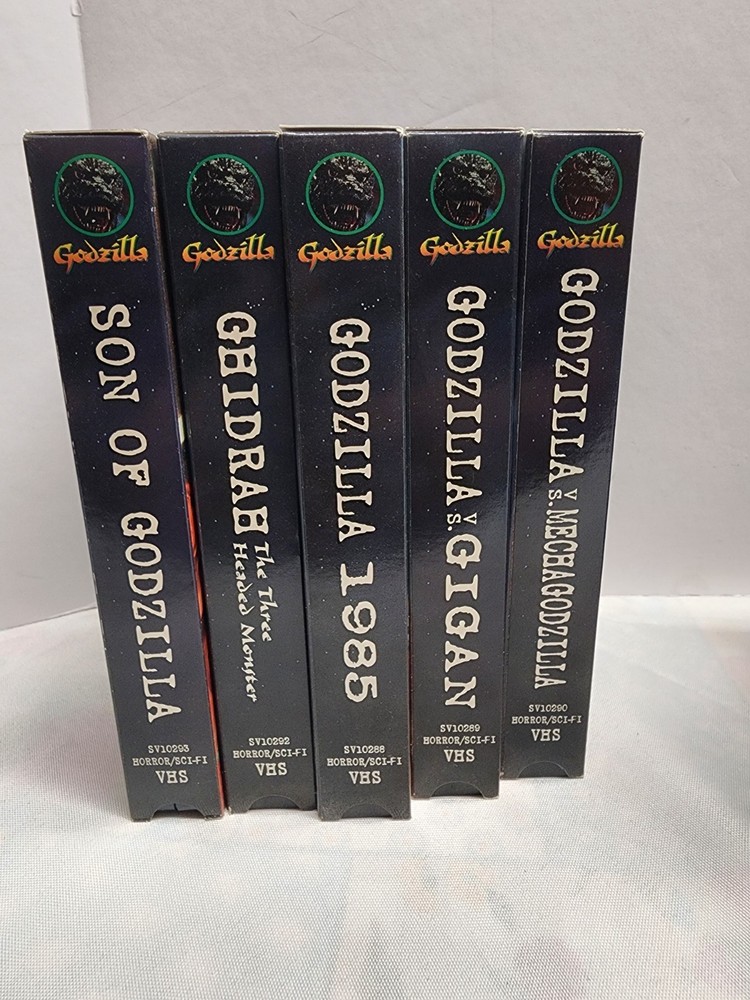 Godzilla
SON OF GODZILLA
SV10293
HORROR/SCI-FI
VHS
Godzilla
GHIDRAH
The Three
Headed Monster
SV10292
HORROR/SCI-FI
VHS
Godzilla
GODZILLA 1985
SV10288
HORROR/SCI-FI
VHS
Godzilla
GODZILLA VS. GIGAN
SV10289
HORROR/SCI-FI
VHS
Godzilla
GODZILLA VS. MECHAGODZILLA
SV10290
HORROR/SCI-FI
VHS